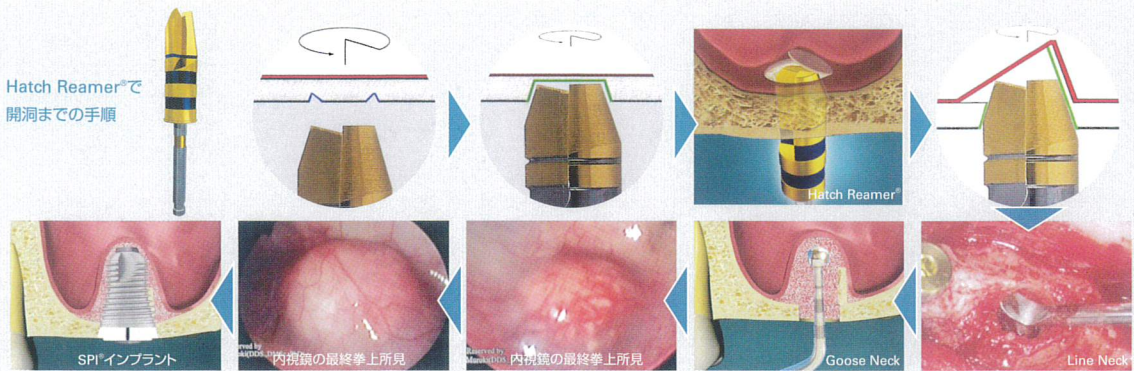 Hatch Reamer®で
開洞までの手順
Hatch Reamer®
Line Neck
Goose Neck
Reserved by
内視鏡の最終挙上所見
内視鏡の最終挙上所見
SPI®インプラント